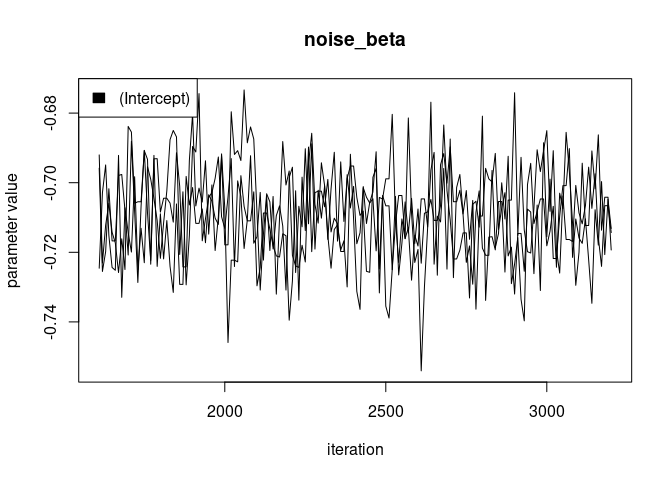 noise_beta
(Intercept)
-0.68
-0.70
-0.72
-0.74
parameter value
2000
2500
3000
iteration